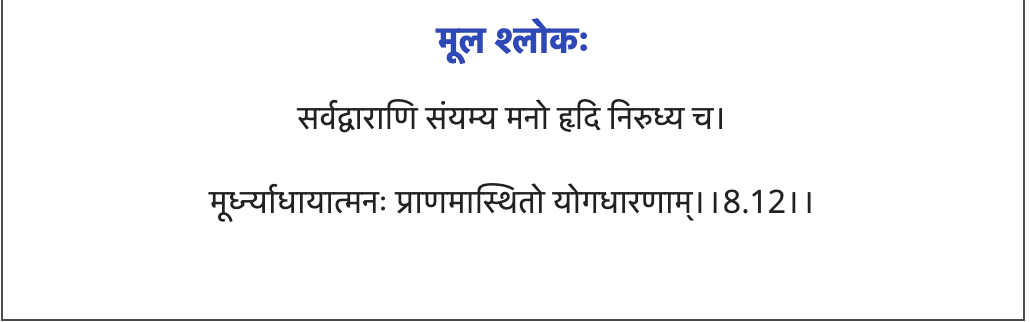 मूल श्लोकः
सर्वद्वाराणि संयम्य मनो हृदि निरुध्य च।
मूर्ध्न्याधायात्मनः प्राणमास्थितो योगधारणाम्।।8.12।।